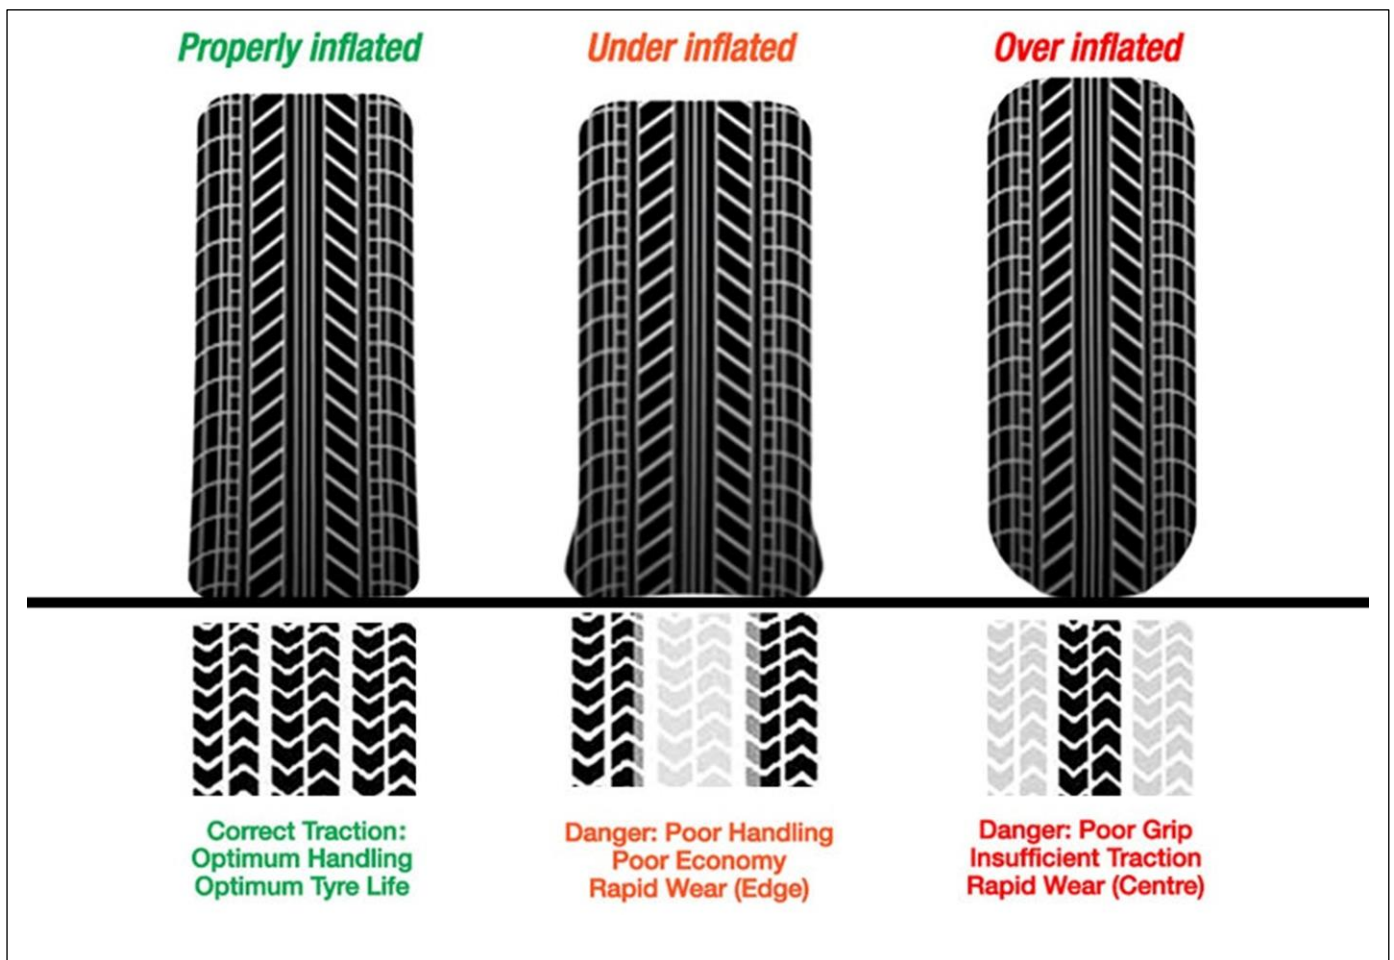 Properly inflated
Under inflated
Over inflated
Correct Traction:
Optimum Handling
Optimum Tyre Life
Danger: Poor Handling
Poor Economy
Rapid Wear (Edge)
Danger: Poor Grip
Insufficient Traction
Rapid Wear (Centre)